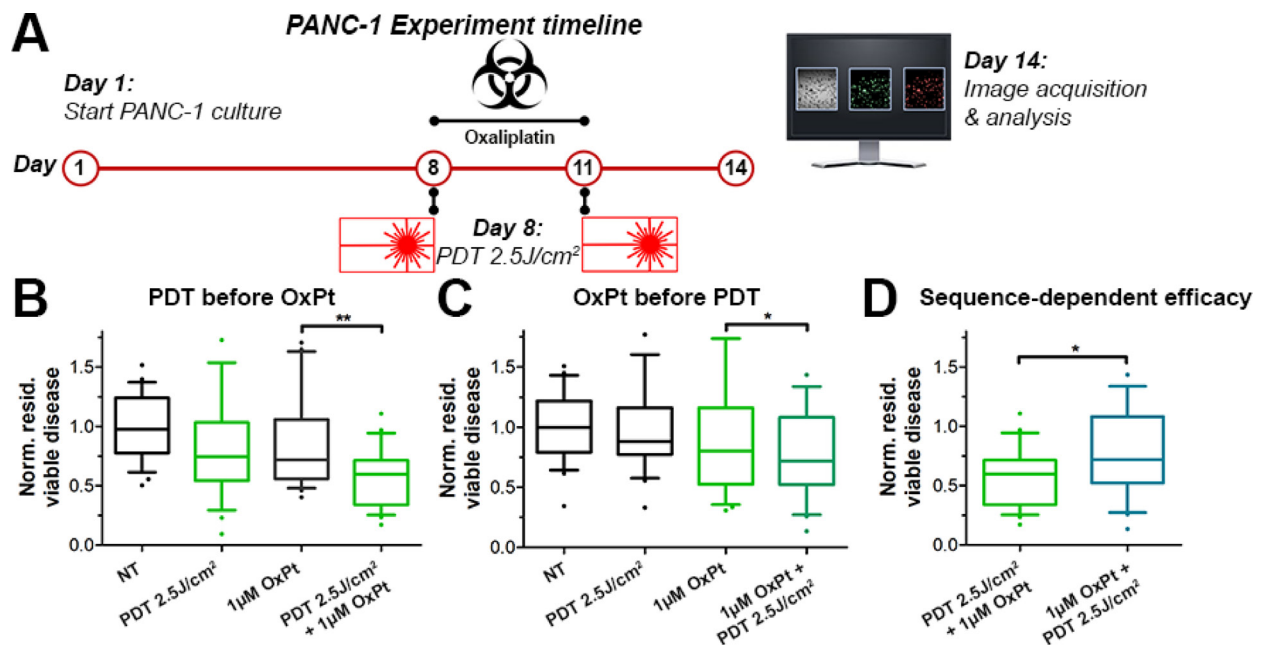 A
PANC-1 Experiment timeline
Day 1:
Start PANC-1 culture
Oxaliplatin
Day 14:
Image acquisition
& analysis
Day 1 8 11 14
Day 8:
PDT 2.5J/cm²
B PDT before OxPt
Norm. resid.
viable disease
1.5
1.0
0.5
0.0
**
NT
PDT 2.5J/cm²
1µM OxPt
PDT 2.5J/cm²
+ 1µM OxPt
C OxPt before PDT
Norm. resid.
viable disease
1.5
1.0
0.5
0.0
*
NT
PDT 2.5J/cm²
1µM OxPt
1µM OxPt +
PDT 2.5J/cm²
D Sequence-dependent efficacy
Norm. resid.
viable disease
1.5
1.0
0.5
0.0
*
PDT 2.5J/cm²
+ 1µM OxPt
1µM OxPt +
PDT 2.5J/cm²